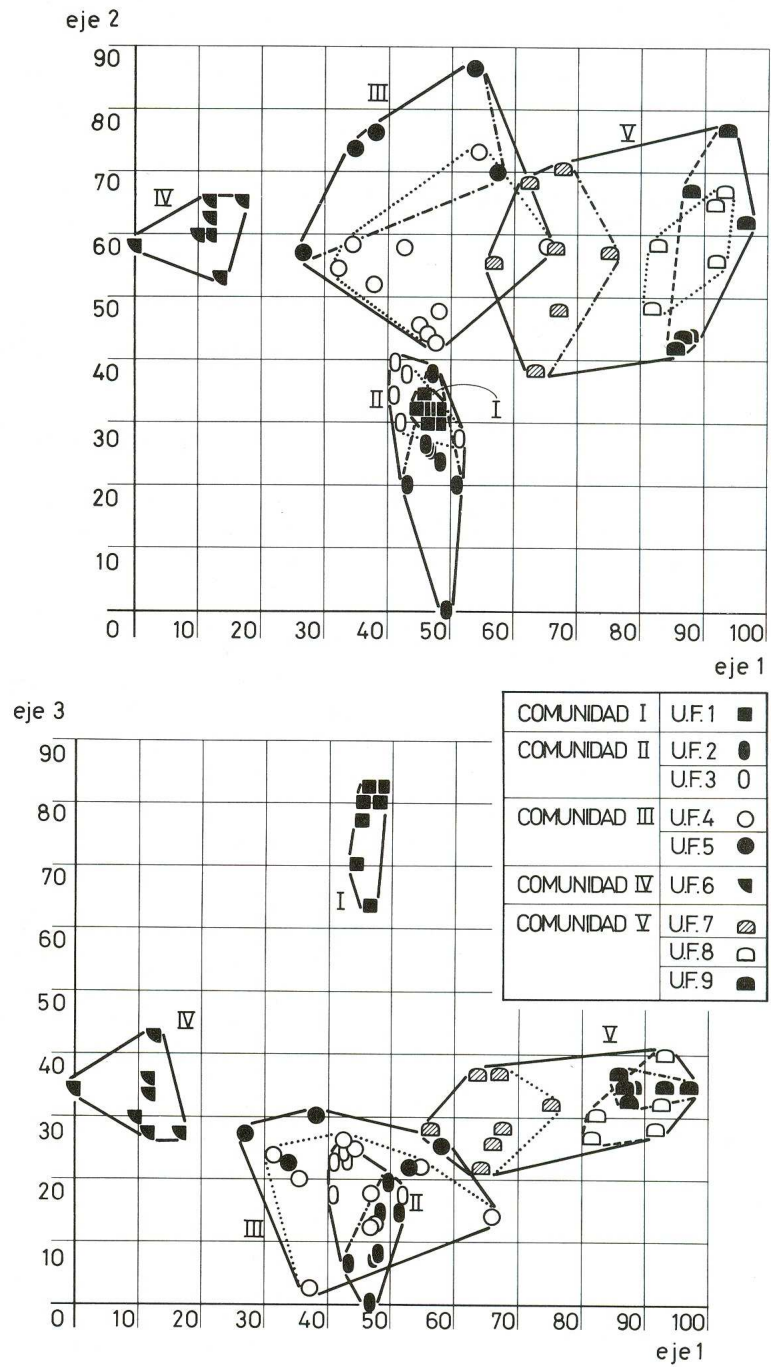 eje 2
90
III
80
V
70
IV
60
50
40
II
I
30
20
10
0 10 20 30 40 50 60 70 80 90 100
eje 1
eje 3
90
80
70
I
60
50
IV
V
40
30
20
II
III
10
0 10 20 30 40 50 60 70 80 90 100
eje 1
COMUNIDAD I U.F.1
COMUNIDAD II U.F.2
U.F.3
COMUNIDAD III U.F.4
U.F.5
COMUNIDAD IV U.F.6
COMUNIDAD V U.F.7
U.F.8
U.F.9